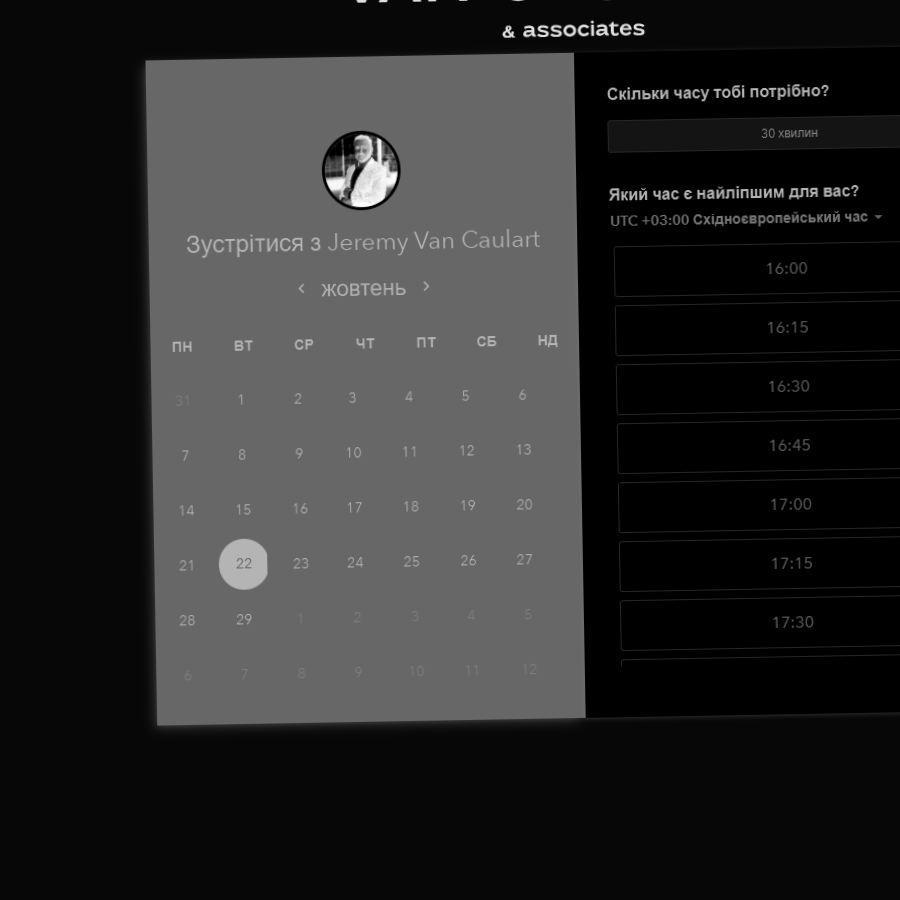 & associates
Зустрітися з Jeremy Van Caulart
жовтень
ПН ВТ СР ЧТ ПТ СБ НД
31 1 2 3 4 5 6
7 8 9 10 11 12 13
14 15 16 17 18 19 20
21 22 23 24 25 26 27
28 29 1 2 3 4 5
6 7 8 9 10 11 12
Скільки часу тобі потрібно?
30 хвилин
Який час є найліпшим для вас?
UTC +03:00 Східноєвропейський час
16:00
16:15
16:30
16:45
17:00
17:15
17:30